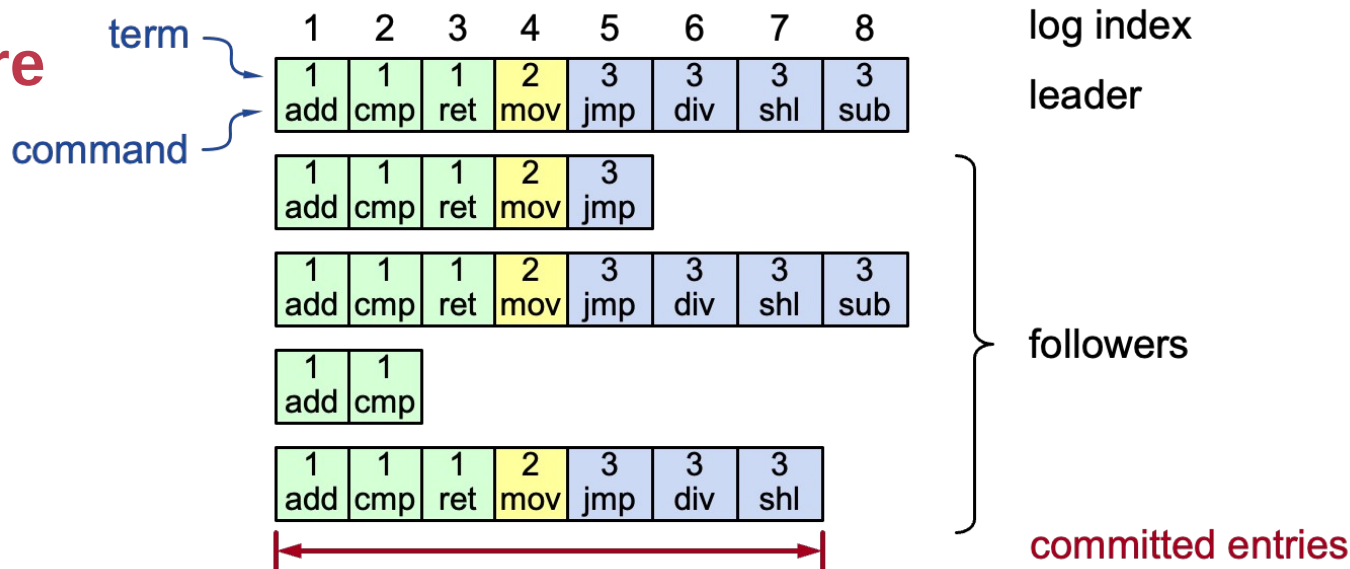 term 1 2 3 4 5 6 7 8 log index
re
1 1 1 2 3 3 3 3
add cmp ret mov jmp div shl sub leader
command
1 1 1 2 3
add cmp ret mov jmp
1 1 1 2 3 3 3 3
add cmp ret mov jmp div shl sub
followers
1 1
add cmp
1 1 1 2 3 3 3
add cmp ret mov jmp div shl
committed entries